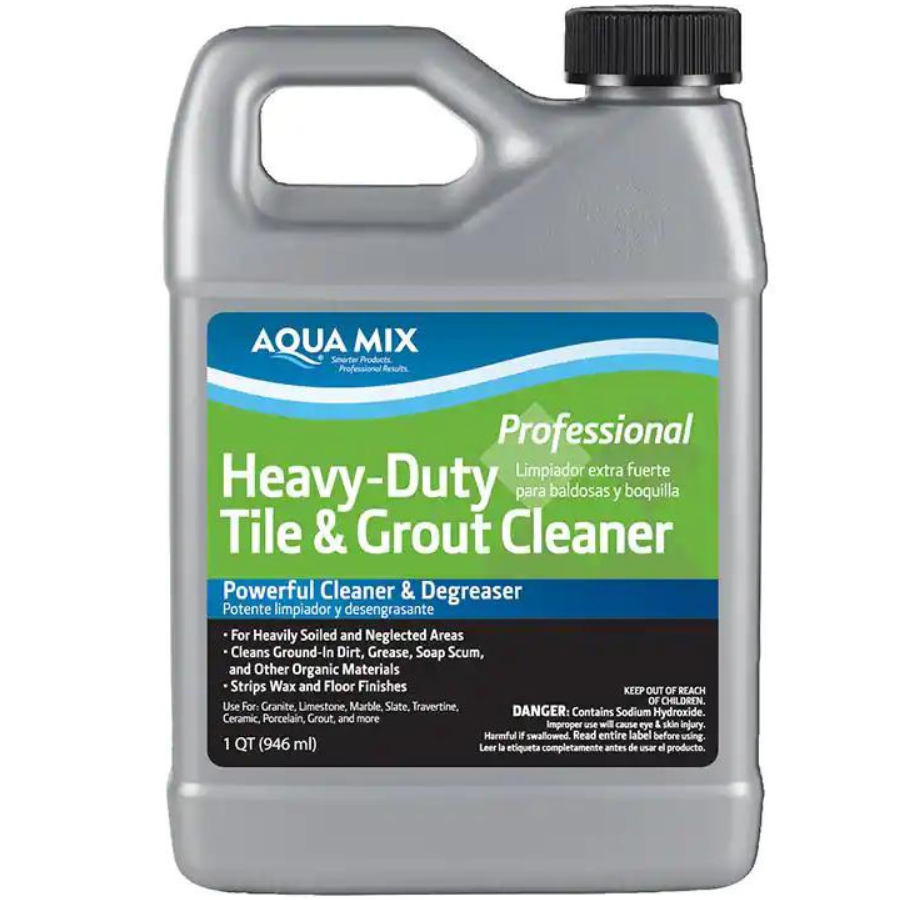 AQUA MIX®
Smarter Products.
Professional Results.
Professional
Heavy-Duty
Limpiador extra fuerte
para baldosas y boquilla
Tile & Grout Cleaner
Powerful Cleaner & Degreaser
Potente limpiador y desengrasante
• For Heavily Soiled and Neglected Areas
• Cleans Ground-In Dirt, Grease, Soap Scum,
and Other Organic Materials
• Strips Wax and Floor Finishes
Use For: Granite, Limestone, Marble, Slate, Travertine,
Ceramic, Porcelain, Grout, and more
1 QT (946 ml)
KEEP OUT OF REACH
OF CHILDREN.
DANGER: Contains Sodium Hydroxide.
Improper use will cause eye & skin injury.
Harmful if swallowed. Read entire label before using.
Leer la etiqueta completamente antes de usar el producto.